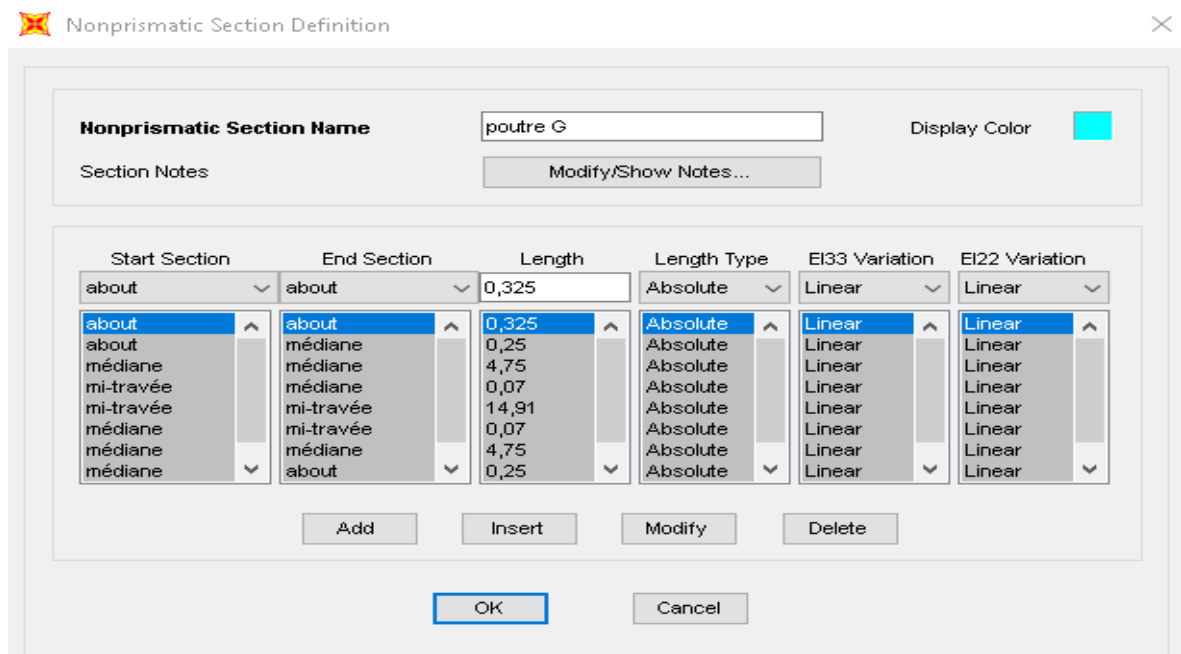 Nonprismatic Section Definition
Nonprismatic Section Name poutre G Display Color
Section Notes Modify/Show Notes...
Start Section End Section Length Length Type EI33 Variation EI22 Variation
about about 0,325 Absolute Linear Linear
about about 0,325 Absolute Linear Linear
about médiane 0,25 Absolute Linear Linear
médiane médiane 4,75 Absolute Linear Linear
mi-travée médiane 0,07 Absolute Linear Linear
mi-travée mi-travée 14,91 Absolute Linear Linear
médiane mi-travée 0,07 Absolute Linear Linear
médiane médiane 4,75 Absolute Linear Linear
médiane about 0,25 Absolute Linear Linear
Add Insert Modify Delete
OK Cancel